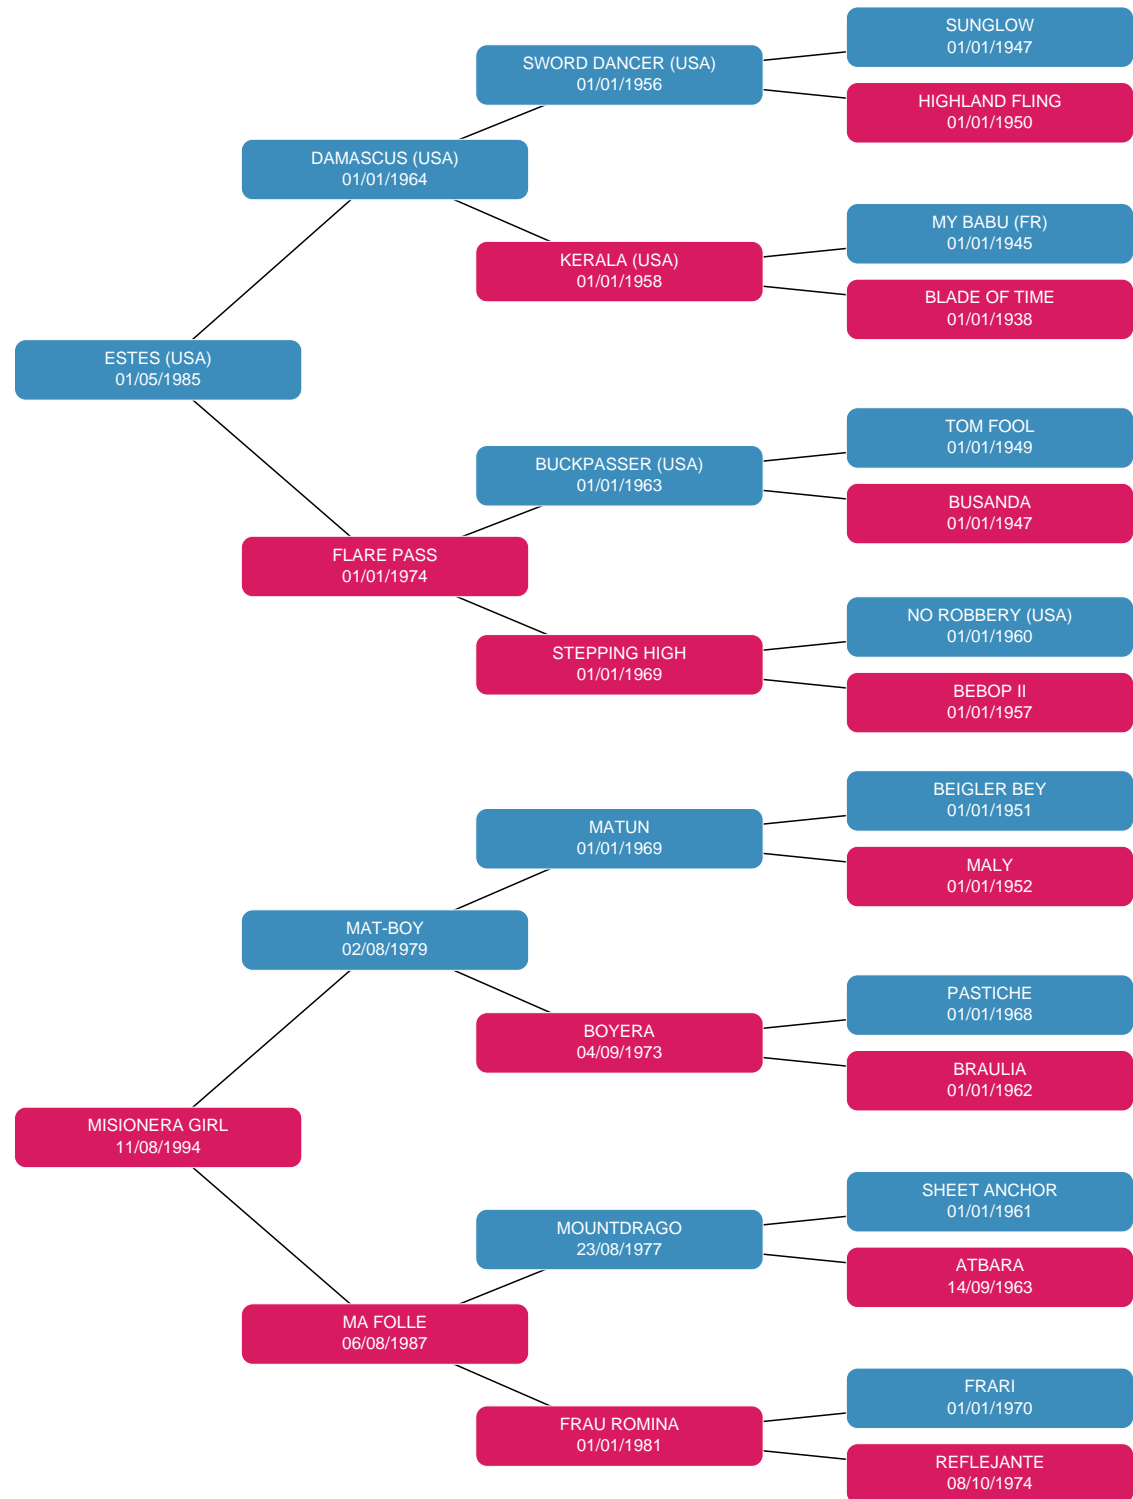 SUNGLOW
01/01/1947
SWORD DANCER (USA)
01/01/1956
HIGHLAND FLING
01/01/1950
DAMASCUS (USA)
01/01/1964
MY BABU (FR)
01/01/1945
KERALA (USA)
01/01/1958
BLADE OF TIME
01/01/1938
ESTES (USA)
01/05/1985
TOM FOOL
01/01/1949
BUCKPASSER (USA)
01/01/1963
BUSANDA
01/01/1947
FLARE PASS
01/01/1974
NO ROBBERY (USA)
01/01/1960
STEPPING HIGH
01/01/1969
BEBOP II
01/01/1957
BEIGLER BEY
01/01/1951
MATUN
01/01/1969
MALY
01/01/1952
MAT-BOY
02/08/1979
PASTICHE
01/01/1968
BOYERA
04/09/1973
BRAULIA
01/01/1962
MISIONERA GIRL
11/08/1994
SHEET ANCHOR
01/01/1961
MOUNTDRAGO
23/08/1977
ATBARA
14/09/1963
MA FOLLE
06/08/1987
FRARI
01/01/1970
FRAU ROMINA
01/01/1981
REFLEJANTE
08/10/1974